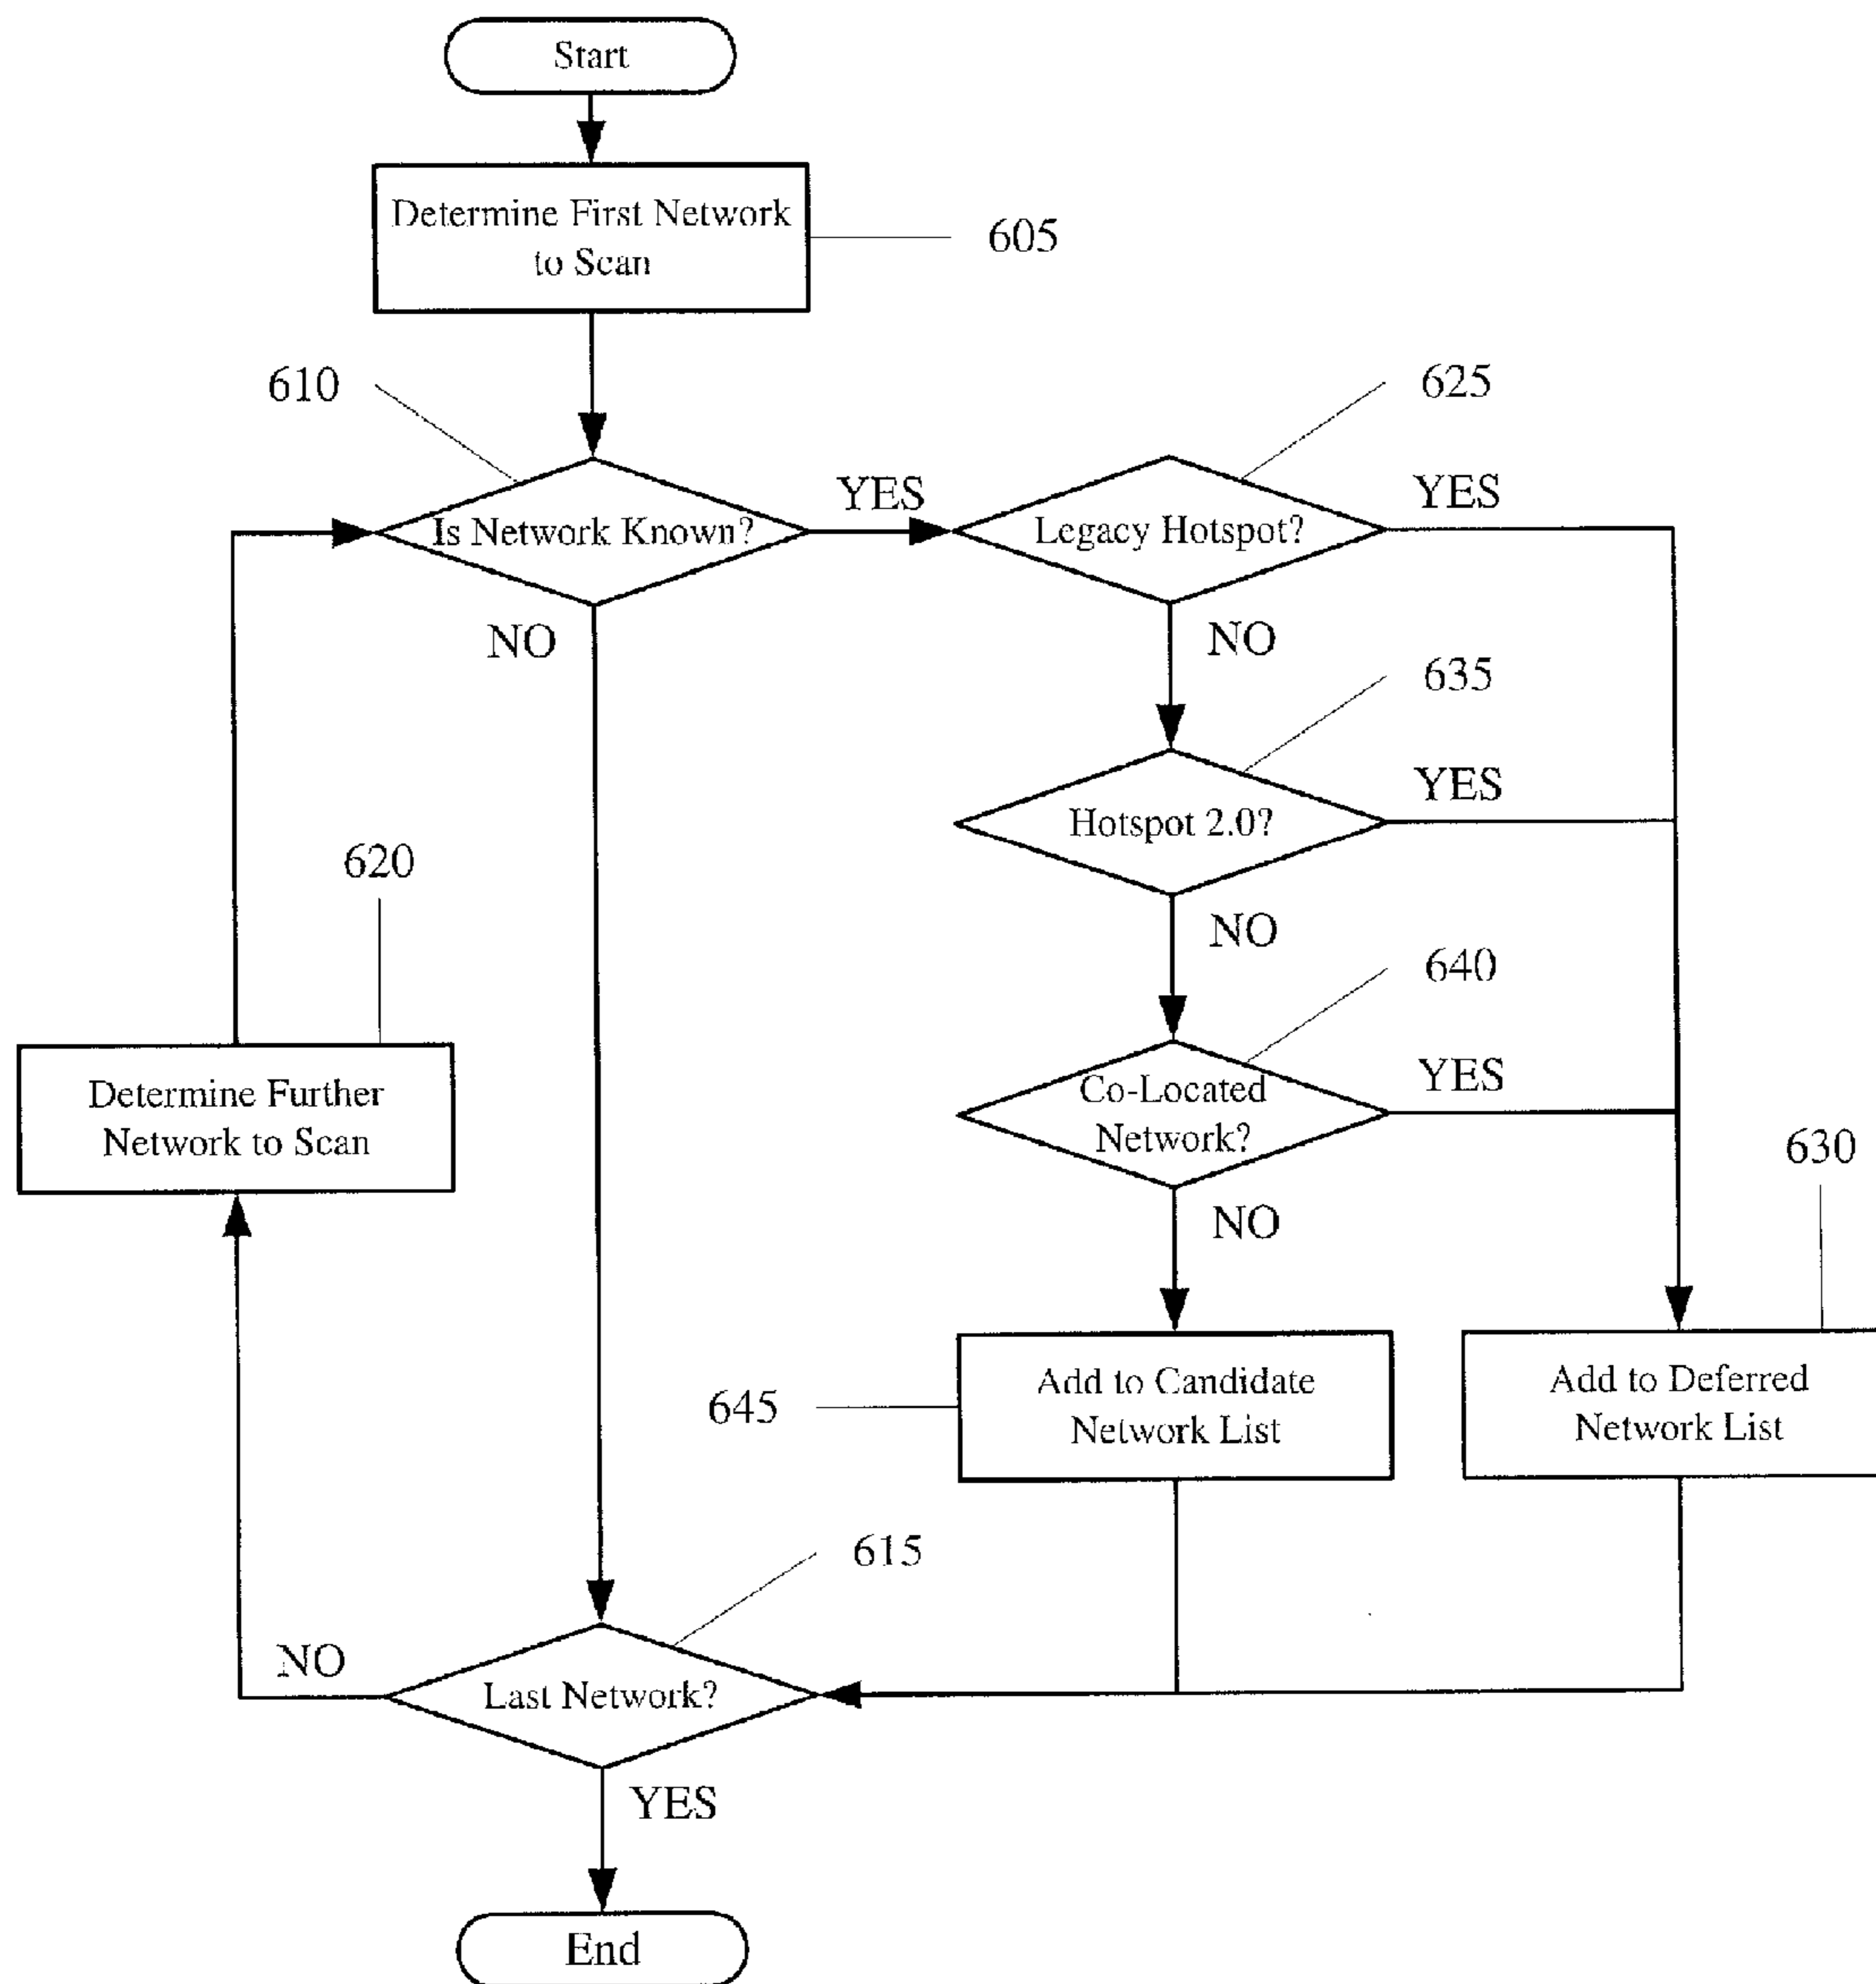 Start
Determine First Network
to Scan
605
610
625
Is Network Known?
YES
Legacy Hotspot?
YES
NO
NO
635
Hotspot 2.0?
YES
620
NO
640
Determine Further
Network to Scan
Co-Located
Network?
YES
630
NO
645
Add to Candidate
Network List
Add to Deferred
Network List
615
NO
Last Network?
YES
End